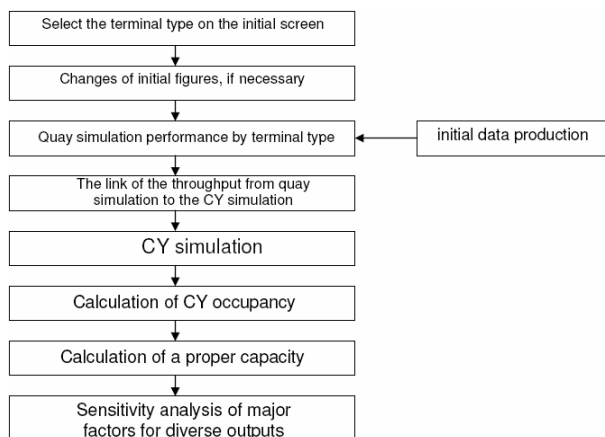 Select the terminal type on the initial screen
Changes of initial figures, if necessary
Quay simulation performance by terminal type
initial data production
The link of the throughput from quay
simulation to the CY simulation
CY simulation
Calculation of CY occupancy
Calculation of a proper capacity
Sensitivity analysis of major
factors for diverse outputs